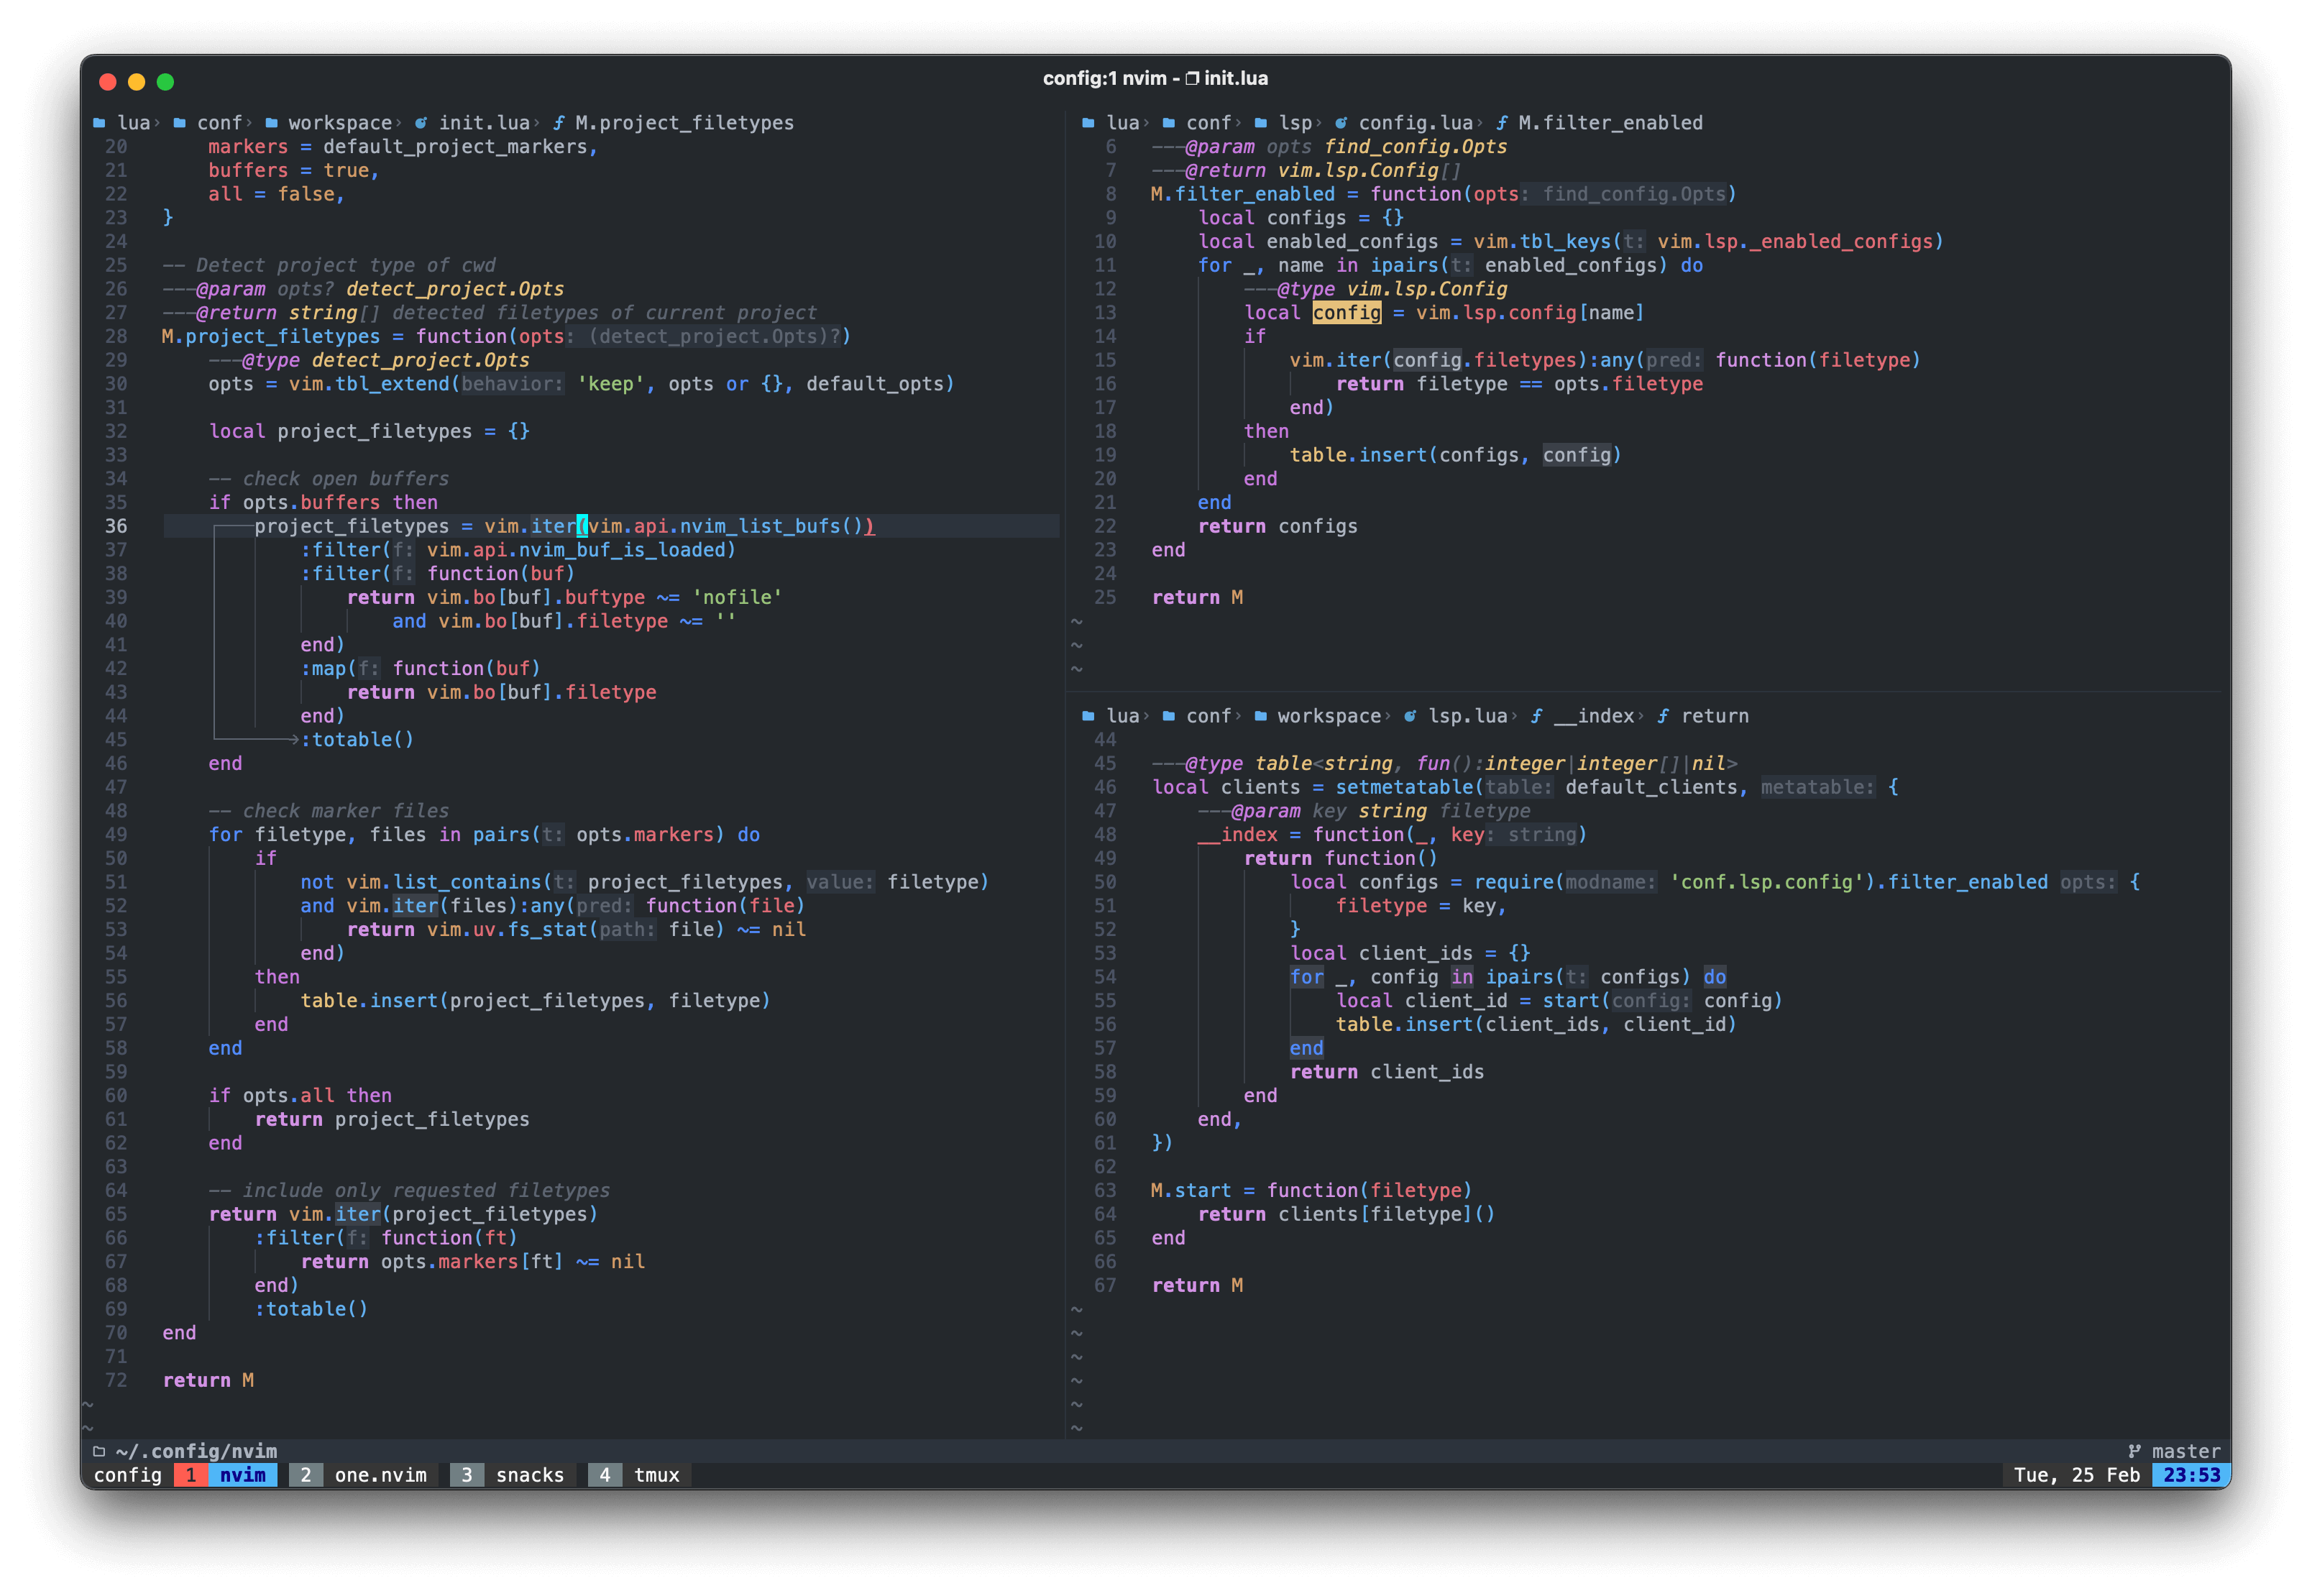 config:1 nvim - init.lua
lua› conf› workspace› init.lua› M.project_filetypes
20 markers = default_project_markers,
21 buffers = true,
22 all = false,
23 }
24
25 -- Detect project type of cwd
26 ---@param opts? detect_project.Opts
27 ---@return string[] detected filetypes of current project
28 M.project_filetypes = function(opts: (detect_project.Opts)?)
29 ---@type detect_project.Opts
30 opts = vim.tbl_extend(behavior: 'keep', opts or {}, default_opts)
31
32 local project_filetypes = {}
33
34 -- check open buffers
35 if opts.buffers then
36 project_filetypes = vim.iter(vim.api.nvim_list_bufs())
37 :filter(f: vim.api.nvim_buf_is_loaded)
38 :filter(f: function(buf)
39 return vim.bo[buf].buftype ~= 'nofile'
40 and vim.bo[buf].filetype ~= ''
41 end)
42 :map(f: function(buf)
43 return vim.bo[buf].filetype
44 end)
45 :totable()
46 end
47
48 -- check marker files
49 for filetype, files in pairs(t: opts.markers) do
50 if
51 not vim.list_contains(t: project_filetypes, value: filetype)
52 and vim.iter(files):any(pred: function(file)
53 return vim.uv.fs_stat(path: file) ~= nil
54 end)
55 then
56 table.insert(project_filetypes, filetype)
57 end
58 end
59
60 if opts.all then
61 return project_filetypes
62 end
63
64 -- include only requested filetypes
65 return vim.iter(project_filetypes)
66 :filter(f: function(ft)
67 return opts.markers[ft] ~= nil
68 end)
69 :totable()
70 end
71
72 return M
~
~
lua› conf› lsp› config.lua› M.filter_enabled
6 ---@param opts find_config.Opts
7 ---@return vim.lsp.Config[]
8 M.filter_enabled = function(opts: find_config.Opts)
9 local configs = {}
10 local enabled_configs = vim.tbl_keys(t: vim.lsp._enabled_configs)
11 for _, name in ipairs(t: enabled_configs) do
12 ---@type vim.lsp.Config
13 local config = vim.lsp.config[name]
14 if
15 vim.iter(config.filetypes):any(pred: function(filetype)
16 return filetype == opts.filetype
17 end)
18 then
19 table.insert(configs, config)
20 end
21 end
22 return configs
23 end
24
25 return M
~
~
~
lua› conf› workspace› lsp.lua› __index› return
44
45 ---@type table<string, fun():integer|integer[]|nil>
46 local clients = setmetatable(table: default_clients, metatable: {
47 ---@param key string filetype
48 __index = function(_, key: string)
49 return function()
50 local configs = require(modname: 'conf.lsp.config').filter_enabled opts: {
51 filetype = key,
52 }
53 local client_ids = {}
54 for _, config in ipairs(t: configs) do
55 local client_id = start(config: config)
56 table.insert(client_ids, client_id)
57 end
58 return client_ids
59 end
60 end,
61 })
62
63 M.start = function(filetype)
64 return clients[filetype]()
65 end
66
67 return M
~
~
~
~
~
~
~/.config/nvim master
config 1 nvim 2 one.nvim 3 snacks 4 tmux Tue, 25 Feb 23:53